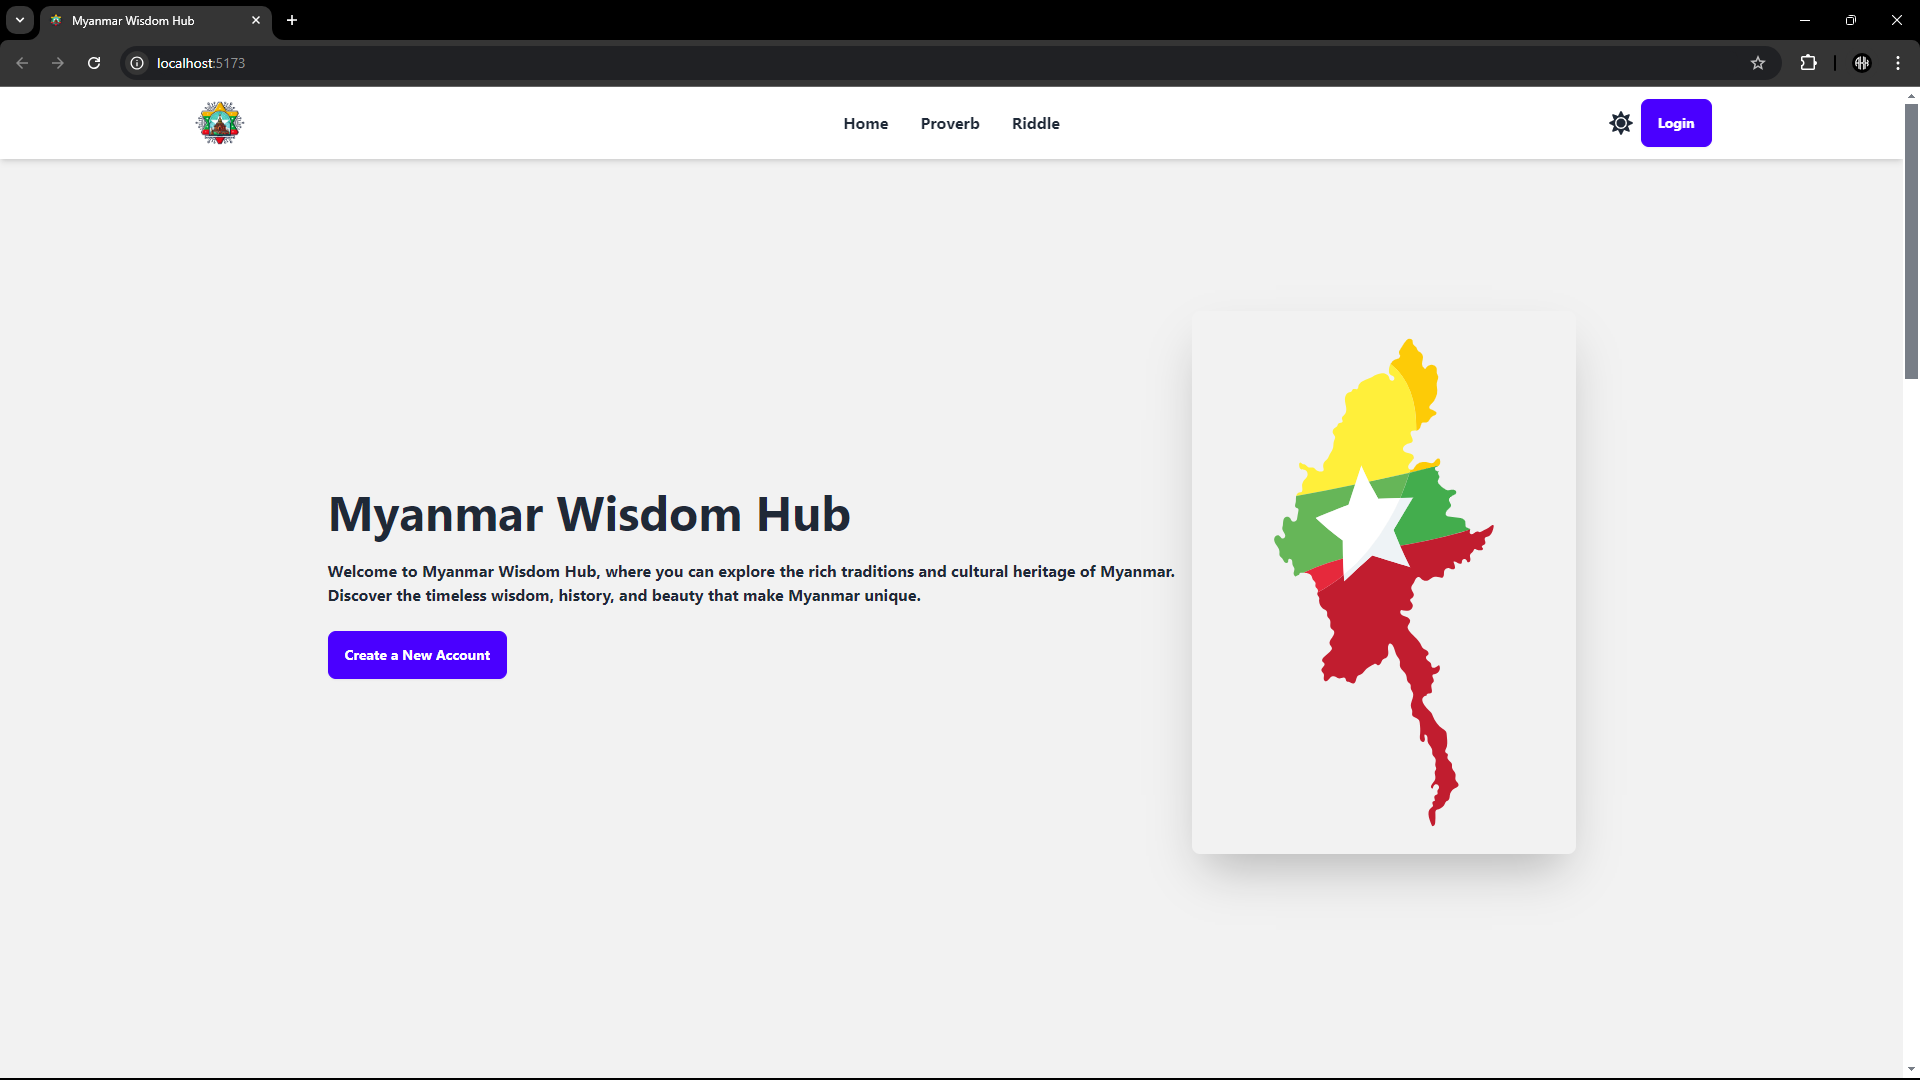 Myanmar Wisdom Hub
localhost:5173
Home Proverb Riddle
Login
Myanmar Wisdom Hub
Welcome to Myanmar Wisdom Hub, where you can explore the rich traditions and cultural heritage of Myanmar.
Discover the timeless wisdom, history, and beauty that make Myanmar unique.
Create a New Account